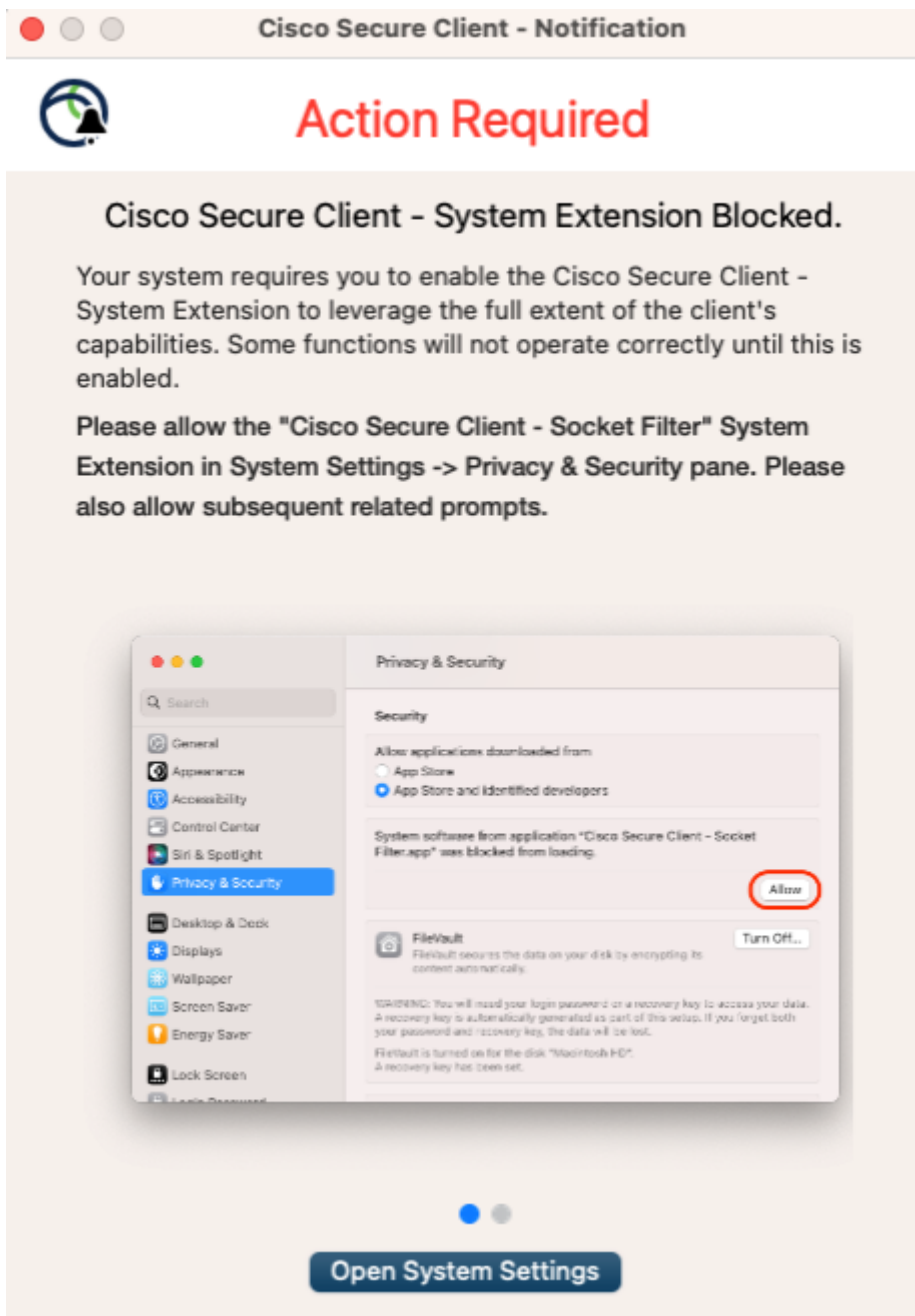 Cisco Secure Client - Notification
Action Required
Cisco Secure Client - System Extension Blocked.
Your system requires you to enable the Cisco Secure Client -
System Extension to leverage the full extent of the client's
capabilities. Some functions will not operate correctly until this is
enabled.
Please allow the "Cisco Secure Client - Socket Filter" System
Extension in System Settings -> Privacy & Security pane. Please
also allow subsequent related prompts.
Privacy & Security
Search
General
Appearance
Accessibility
Control Center
Siri & Spotlight
Privacy & Security
Desktop & Dock
Displays
Wallpaper
Screen Saver
Energy Saver
Lock Screen
Login Password
Security
Allow applications downloaded from
App Store
App Store and identified developers
System software from application "Cisco Secure Client - Socket
Filter.app" was blocked from loading.
Allow
FileVault
Turn Off...
FileVault secures the data on your disk by encrypting its
content automatically.
WARNING: You will need your login password or a recovery key to access your data.
A recovery key is automatically generated as part of this setup. If you forget both
your password and recovery key, the data will be lost.
FileVault is turned on for the disk "Macintosh HD".
A recovery key has been set.
Open System Settings